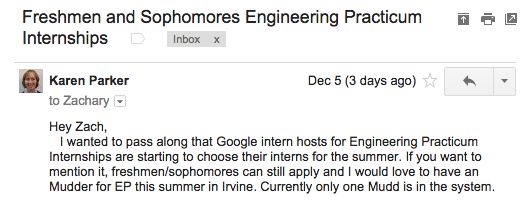 Freshmen and Sophomores Engineering Practicum
Internships
Inbox x
Karen Parker
Dec 5 (3 days ago)
to Zachary
Hey Zach,
I wanted to pass along that Google intern hosts for Engineering Practicum
Internships are starting to choose their interns for the summer. If you want to
mention it, freshmen/sophomores can still apply and I would love to have an
Mudder for EP this summer in Irvine. Currently only one Mudd is in the system.